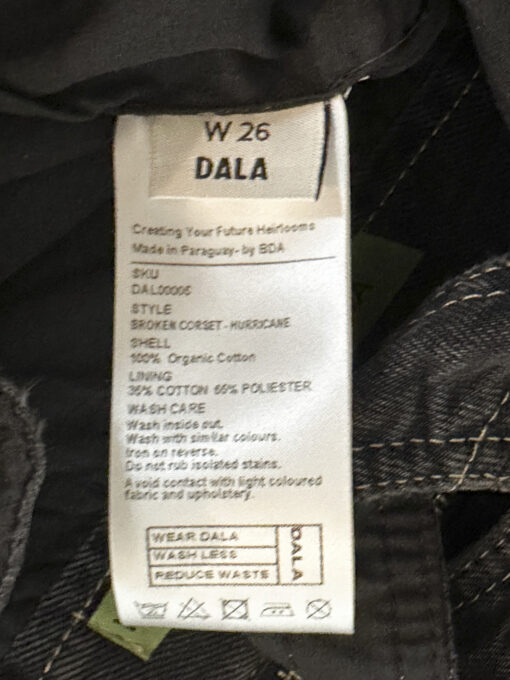 W 26
DALA
Creating Your Future Heirlooms
Made in Paraguay- by BDA
SKU
DAL00005
STYLE
BROKEN CORSET - HURRICANE
SHELL
100% Organic Cotton
LINING
35% COTTON 65% POLIESTER
WASH CARE
Wash inside out.
Wash with similar colours.
Iron on reverse.
Do not rub isolated stains.
Avoid contact with light coloured
fabric and upholstery.
WEAR DALA
WASH LESS
REDUCE WASTE
DALA